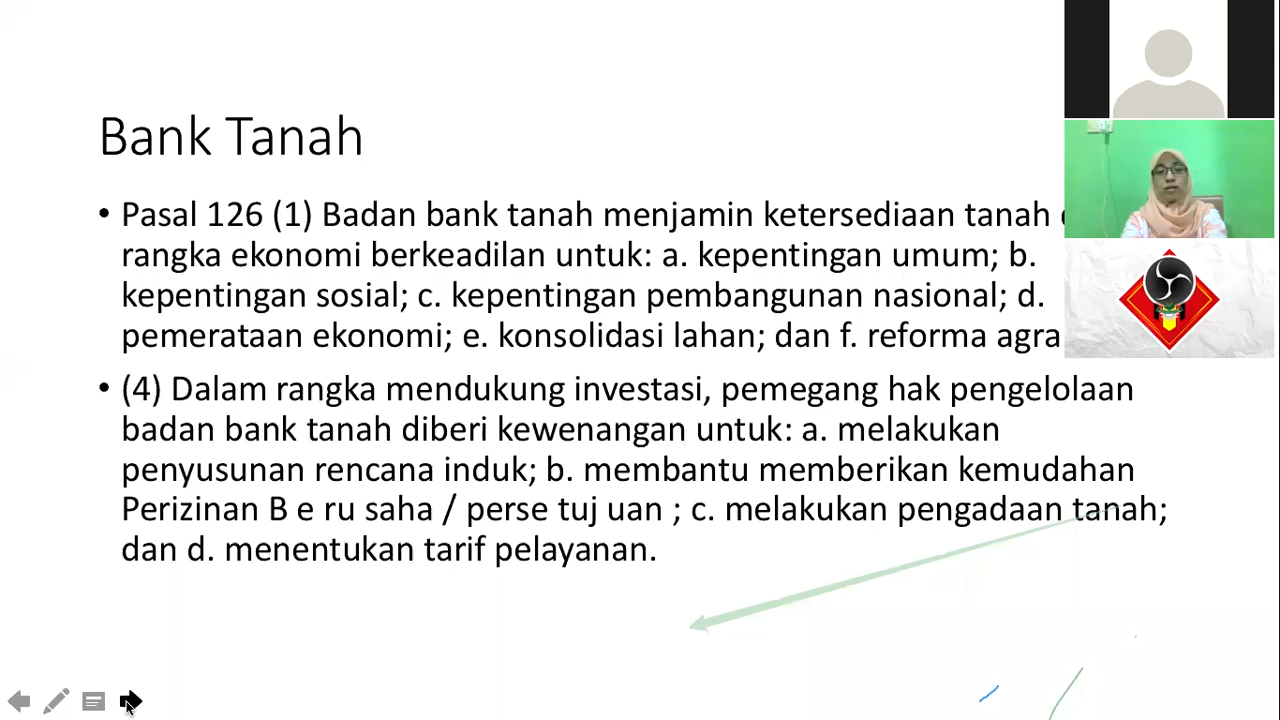 Bank Tanah
• Pasal 126 (1) Badan bank tanah menjamin ketersediaan tanah
rangka ekonomi berkeadilan untuk: a. kepentingan umum; b.
kepentingan sosial; c. kepentingan pembangunan nasional; d.
pemerataan ekonomi; e. konsolidasi lahan; dan f. reforma agra
• (4) Dalam rangka mendukung investasi, pemegang hak pengelolaan
badan bank tanah diberi kewenangan untuk: a. melakukan
penyusunan rencana induk; b. membantu memberikan kemudahan
Perizinan B e ru saha / perse tuj uan ; c. melakukan pengadaan tanah;
dan d. menentukan tarif pelayanan.